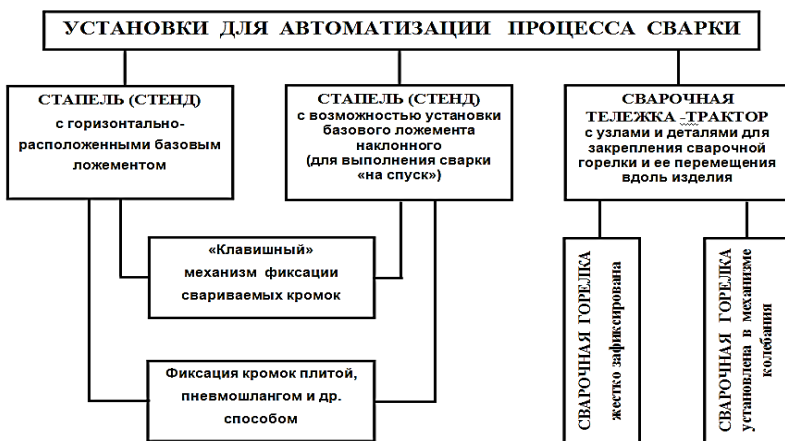 УСТАНОВКИ ДЛЯ АВТОМАТИЗАЦИИ ПРОЦЕССА СВАРКИ
СТАПЕЛЬ (СТЕНД)
с горизонтально-
расположенными базовым
ложементом
СТАПЕЛЬ (СТЕНД)
с возможностью установки
базового ложемента
наклонного
(для выполнения сварки
«на спуск»)
СВАРОЧНАЯ
ТЕЛЕЖКА -ТРАКТОР
с узлами и деталями для
закрепления сварочной
горелки и ее перемещения
вдоль изделия
«Клавишный»
механизм фиксации
свариваемых кромок
Фиксация кромок плитой,
пневмошлангом и др.
способом
СВАРОЧНАЯ ГОРЕЛКА
жестко зафиксирована
СВАРОЧНАЯ ГОРЕЛКА
установлена в механизме
колебания